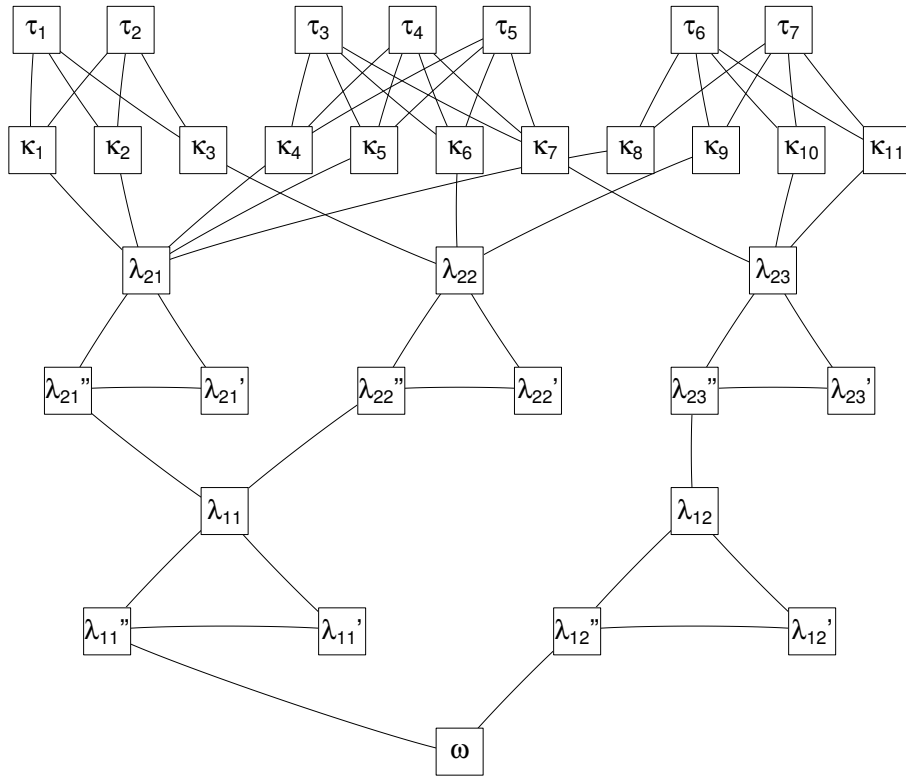 τ₁ τ₂ τ₃ τ₄ τ₅ τ₆ τ₇
κ₁ κ₂ κ₃ κ₄ κ₅ κ₆ κ₇ κ₈ κ₉ κ₁₀ κ₁₁
λ₂₁ λ₂₂ λ₂₃
λ₂₁" λ₂₁' λ₂₂" λ₂₂' λ₂₃" λ₂₃'
λ₁₁ λ₁₂
λ₁₁" λ₁₁' λ₁₂" λ₁₂'
ω